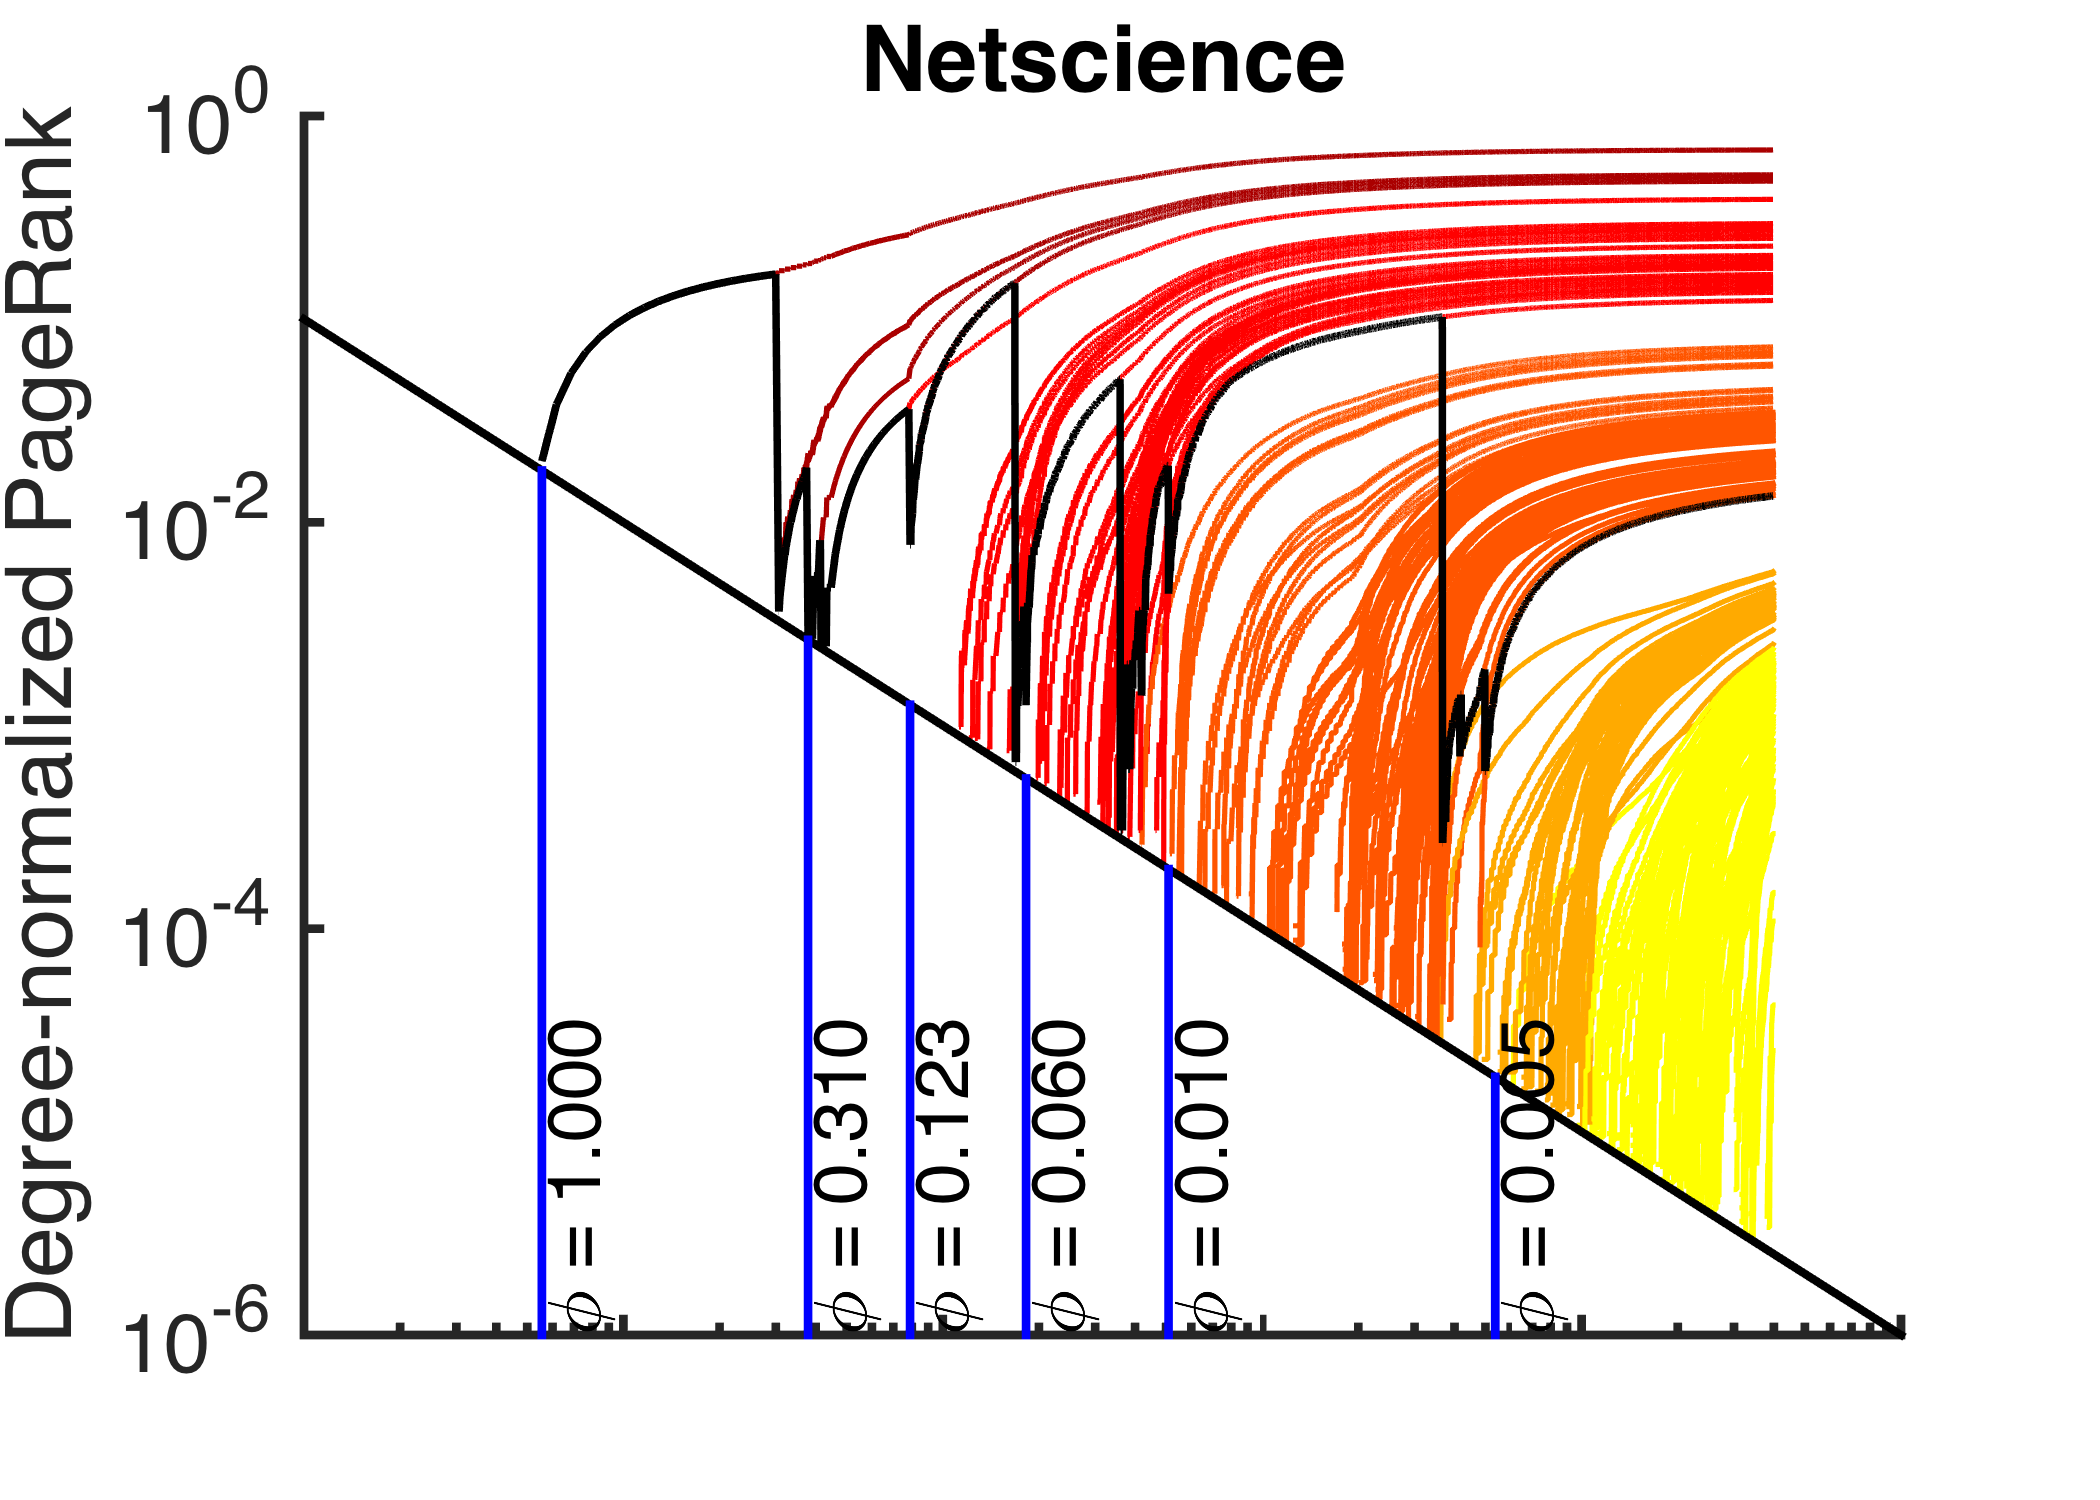 Netscience
Degree-normalized PageRank
10^0
10^-2
10^-4
10^-6
ϕ = 1.000
ϕ = 0.310
ϕ = 0.123
ϕ = 0.060
ϕ = 0.010
ϕ = 0.005